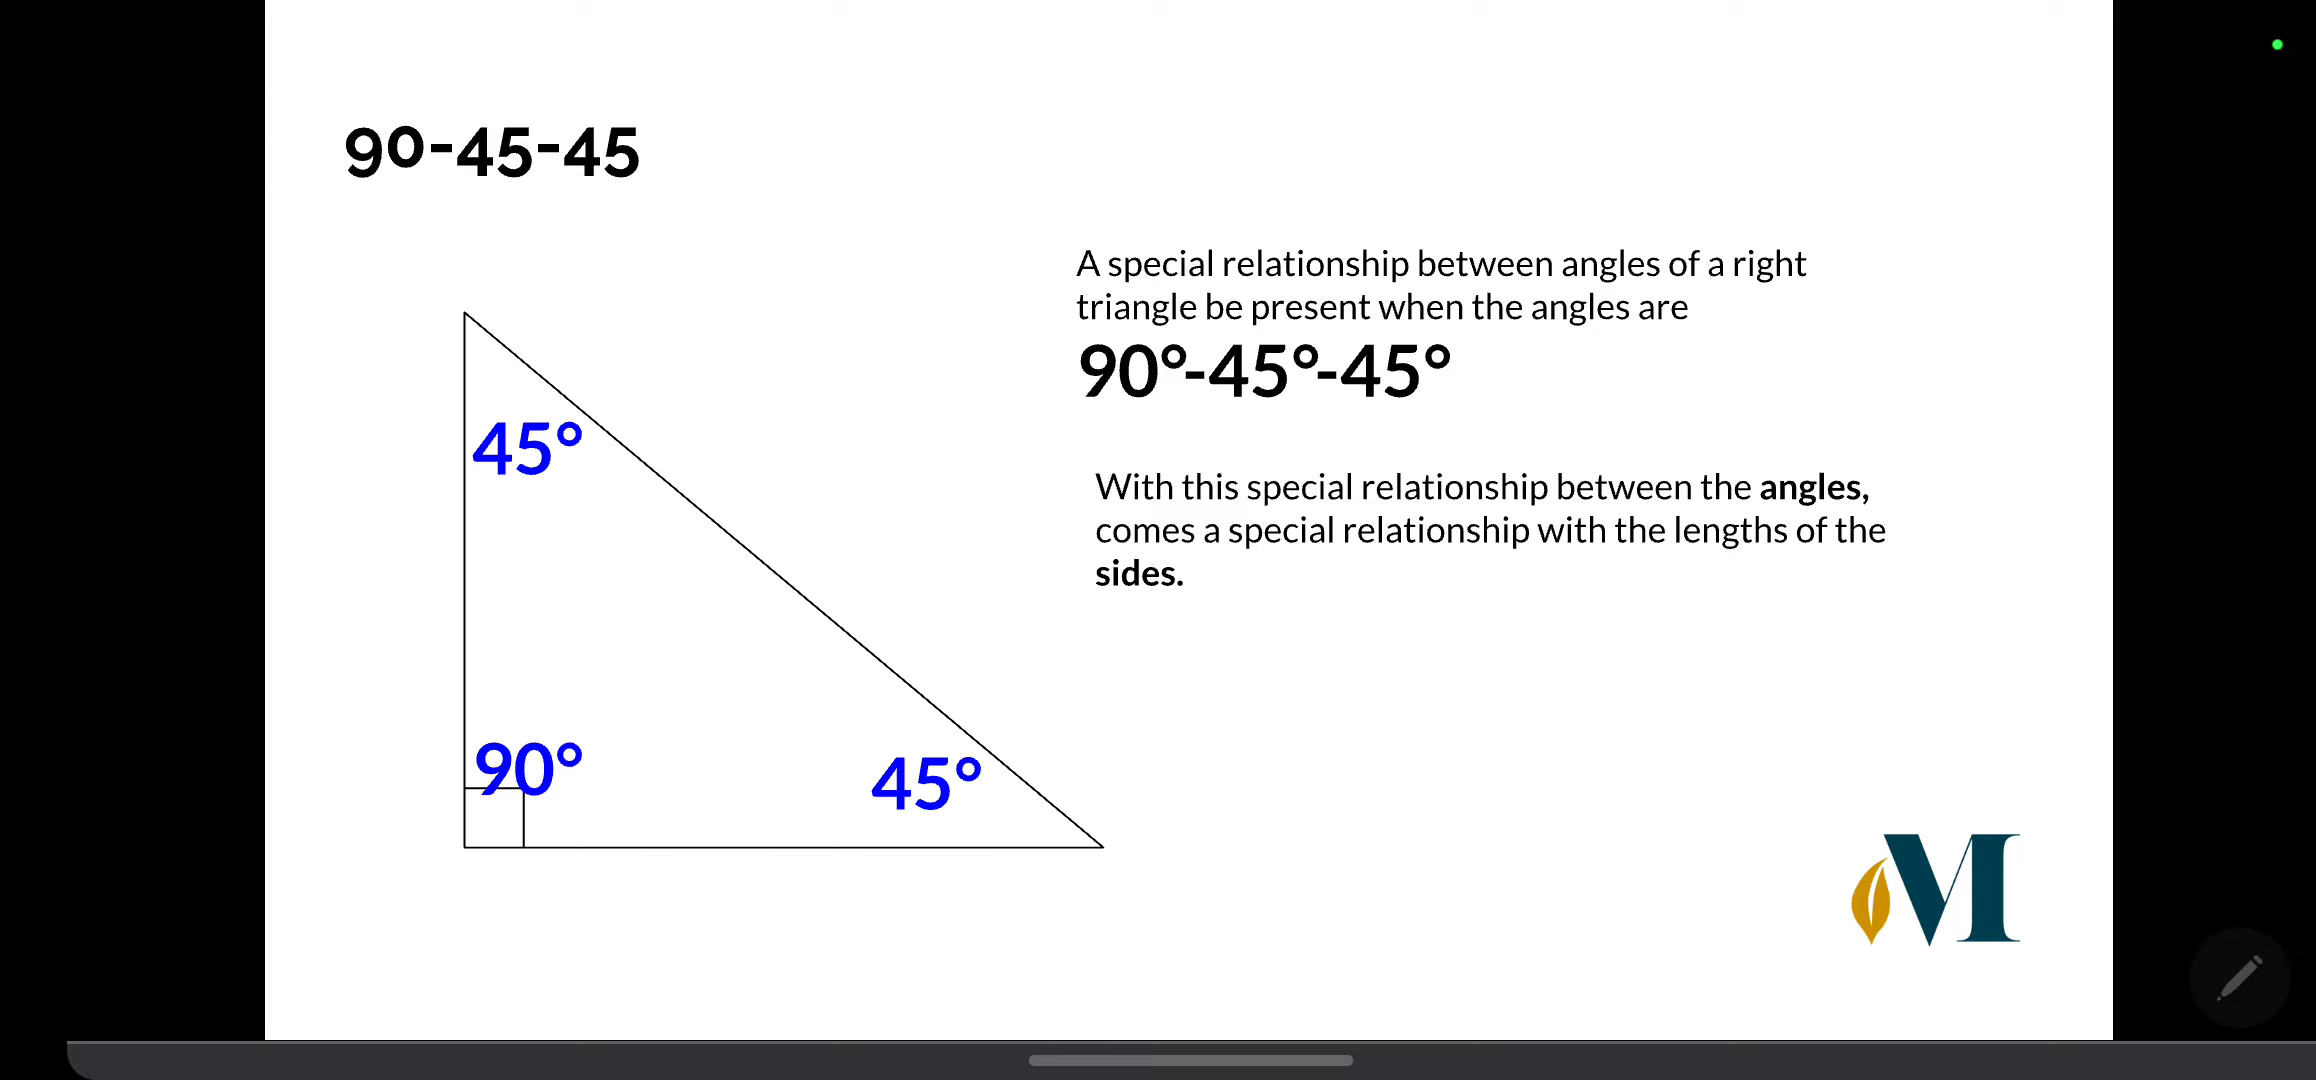 90-45-45
A special relationship between angles of a right
triangle be present when the angles are
90°-45°-45°
With this special relationship between the angles,
comes a special relationship with the lengths of the
sides.
45°
90°
45°
M